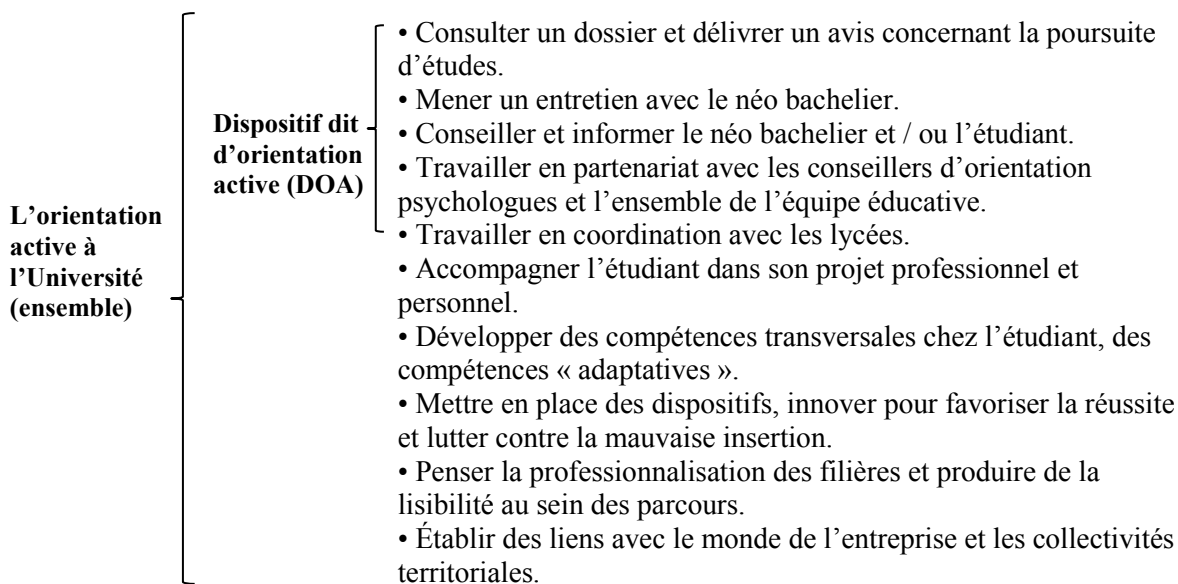 L’orientation
active à
l’Université
(ensemble)
Dispositif dit
d’orientation
active (DOA)
• Consulter un dossier et délivrer un avis concernant la poursuite
d’études.
• Mener un entretien avec le néo bachelier.
• Conseiller et informer le néo bachelier et / ou l’étudiant.
• Travailler en partenariat avec les conseillers d’orientation
psychologues et l’ensemble de l’équipe éducative.
• Travailler en coordination avec les lycées.
• Accompagner l’étudiant dans son projet professionnel et
personnel.
• Développer des compétences transversales chez l’étudiant, des
compétences « adaptatives ».
• Mettre en place des dispositifs, innover pour favoriser la réussite
et lutter contre la mauvaise insertion.
• Penser la professionnalisation des filières et produire de la
lisibilité au sein des parcours.
• Établir des liens avec le monde de l’entreprise et les collectivités
territoriales.